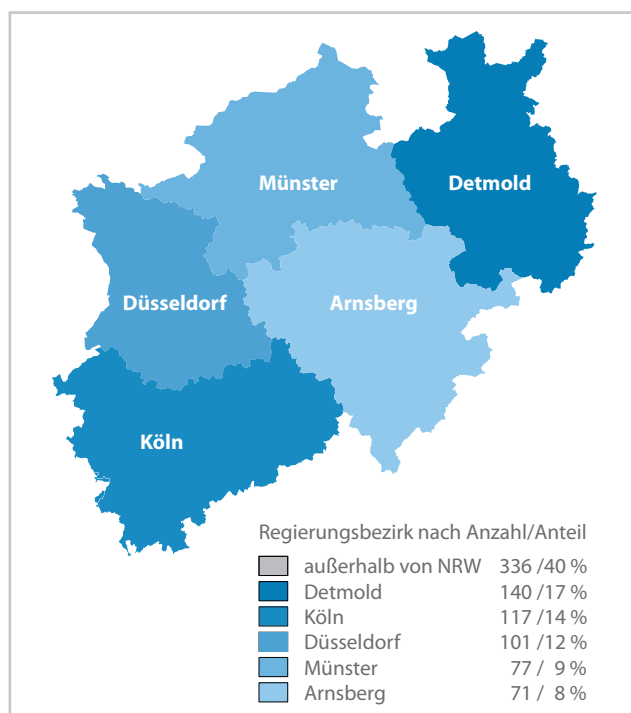 Münster
Detmold
Düsseldorf
Arnsberg
Köln
Regierungsbezirk nach Anzahl/Anteil
außerhalb von NRW 336 /40 %
Detmold 140 /17 %
Köln 117 /14 %
Düsseldorf 101 /12 %
Münster 77 / 9 %
Arnsberg 71 / 8 %